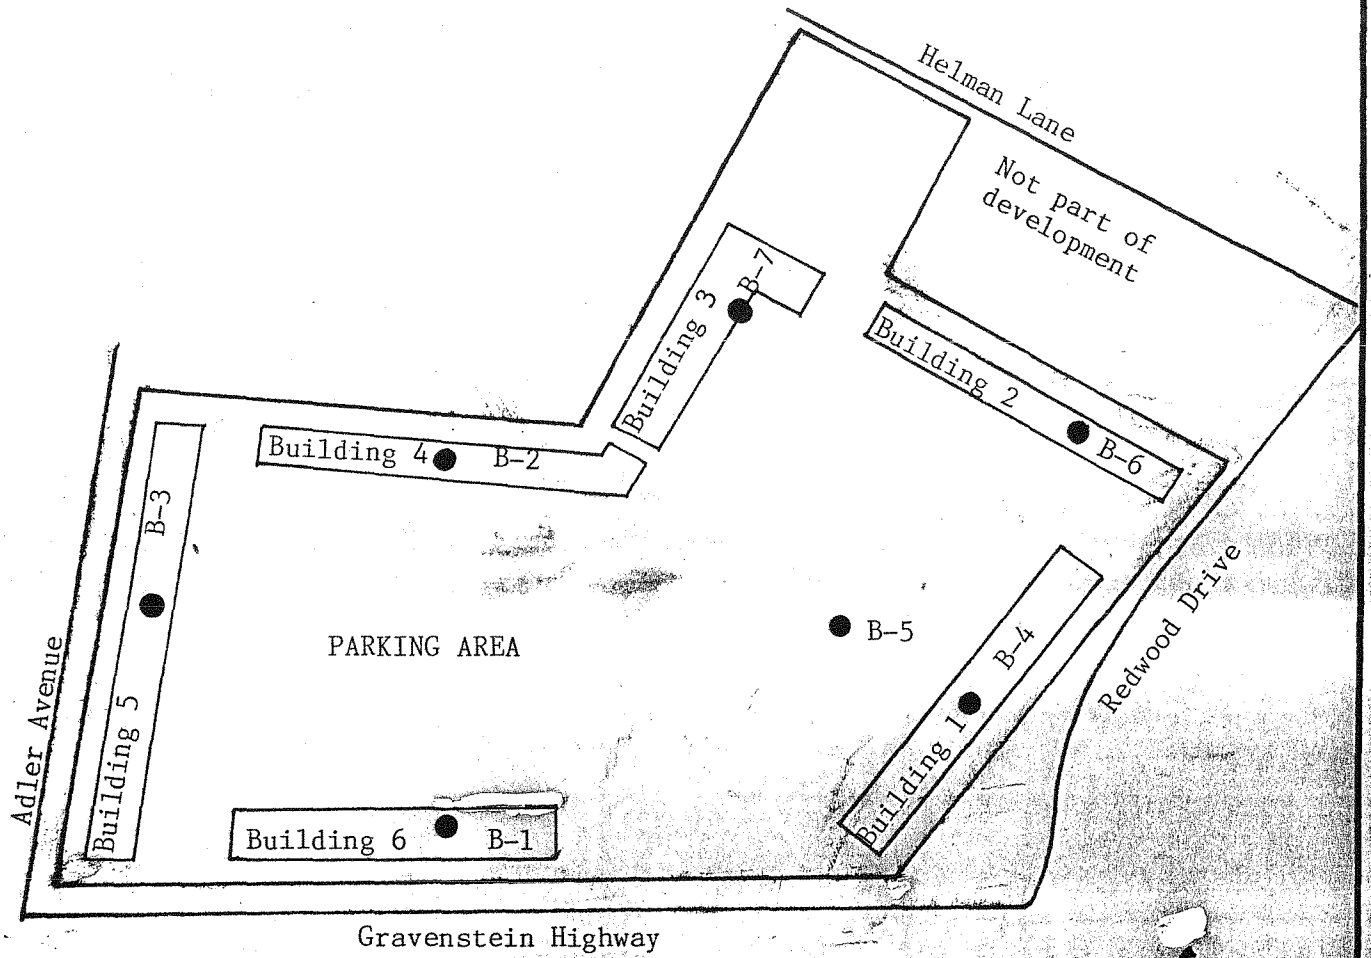 Helman Lane
Not part of
development
B-7
Building 3
Building 2
B-6
Building 4
B-2
B-3
Building 5
Adler Avenue
PARKING AREA
B-5
B-4
Building 1
Redwood Drive
Building 6
B-1
Gravenstein Highway